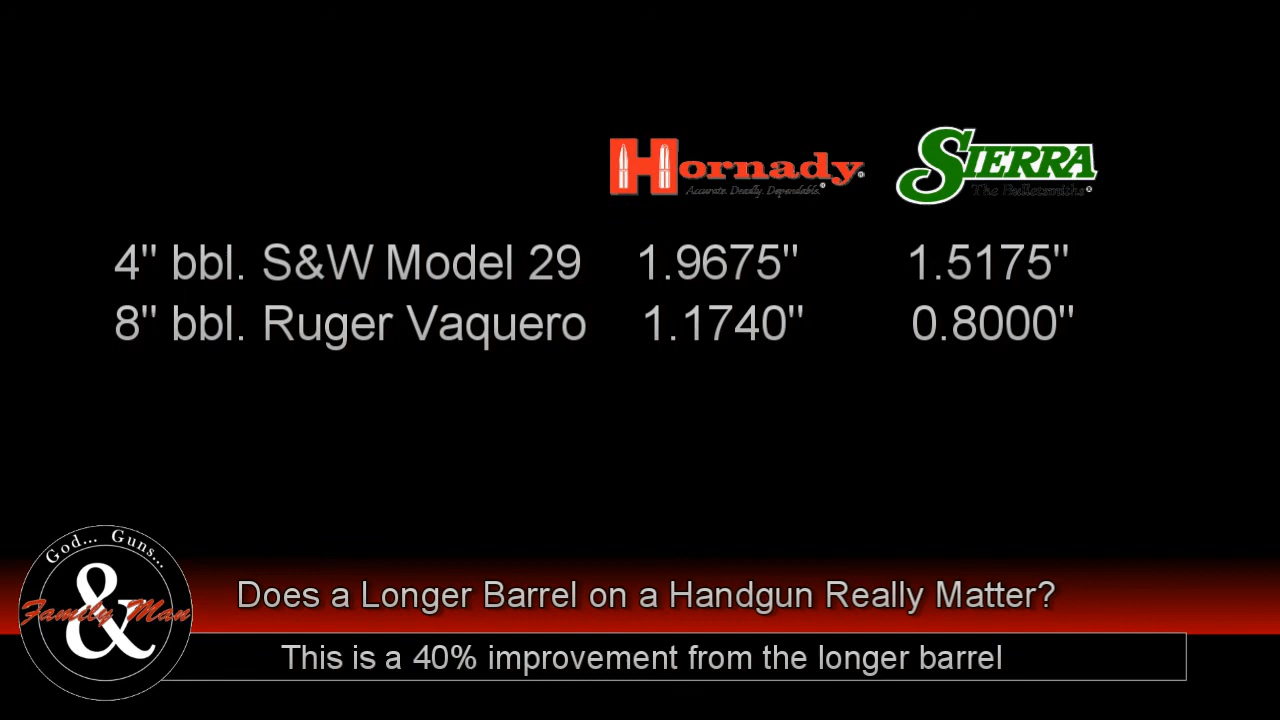 Hornady
Accurate. Deadly. Dependable.
SIERRA
The Bulletsmiths
4" bbl. S&W Model 29 1.9675" 1.5175"
8" bbl. Ruger Vaquero 1.1740" 0.8000"
God... Guns...
& Family Man
Does a Longer Barrel on a Handgun Really Matter?
This is a 40% improvement from the longer barrel